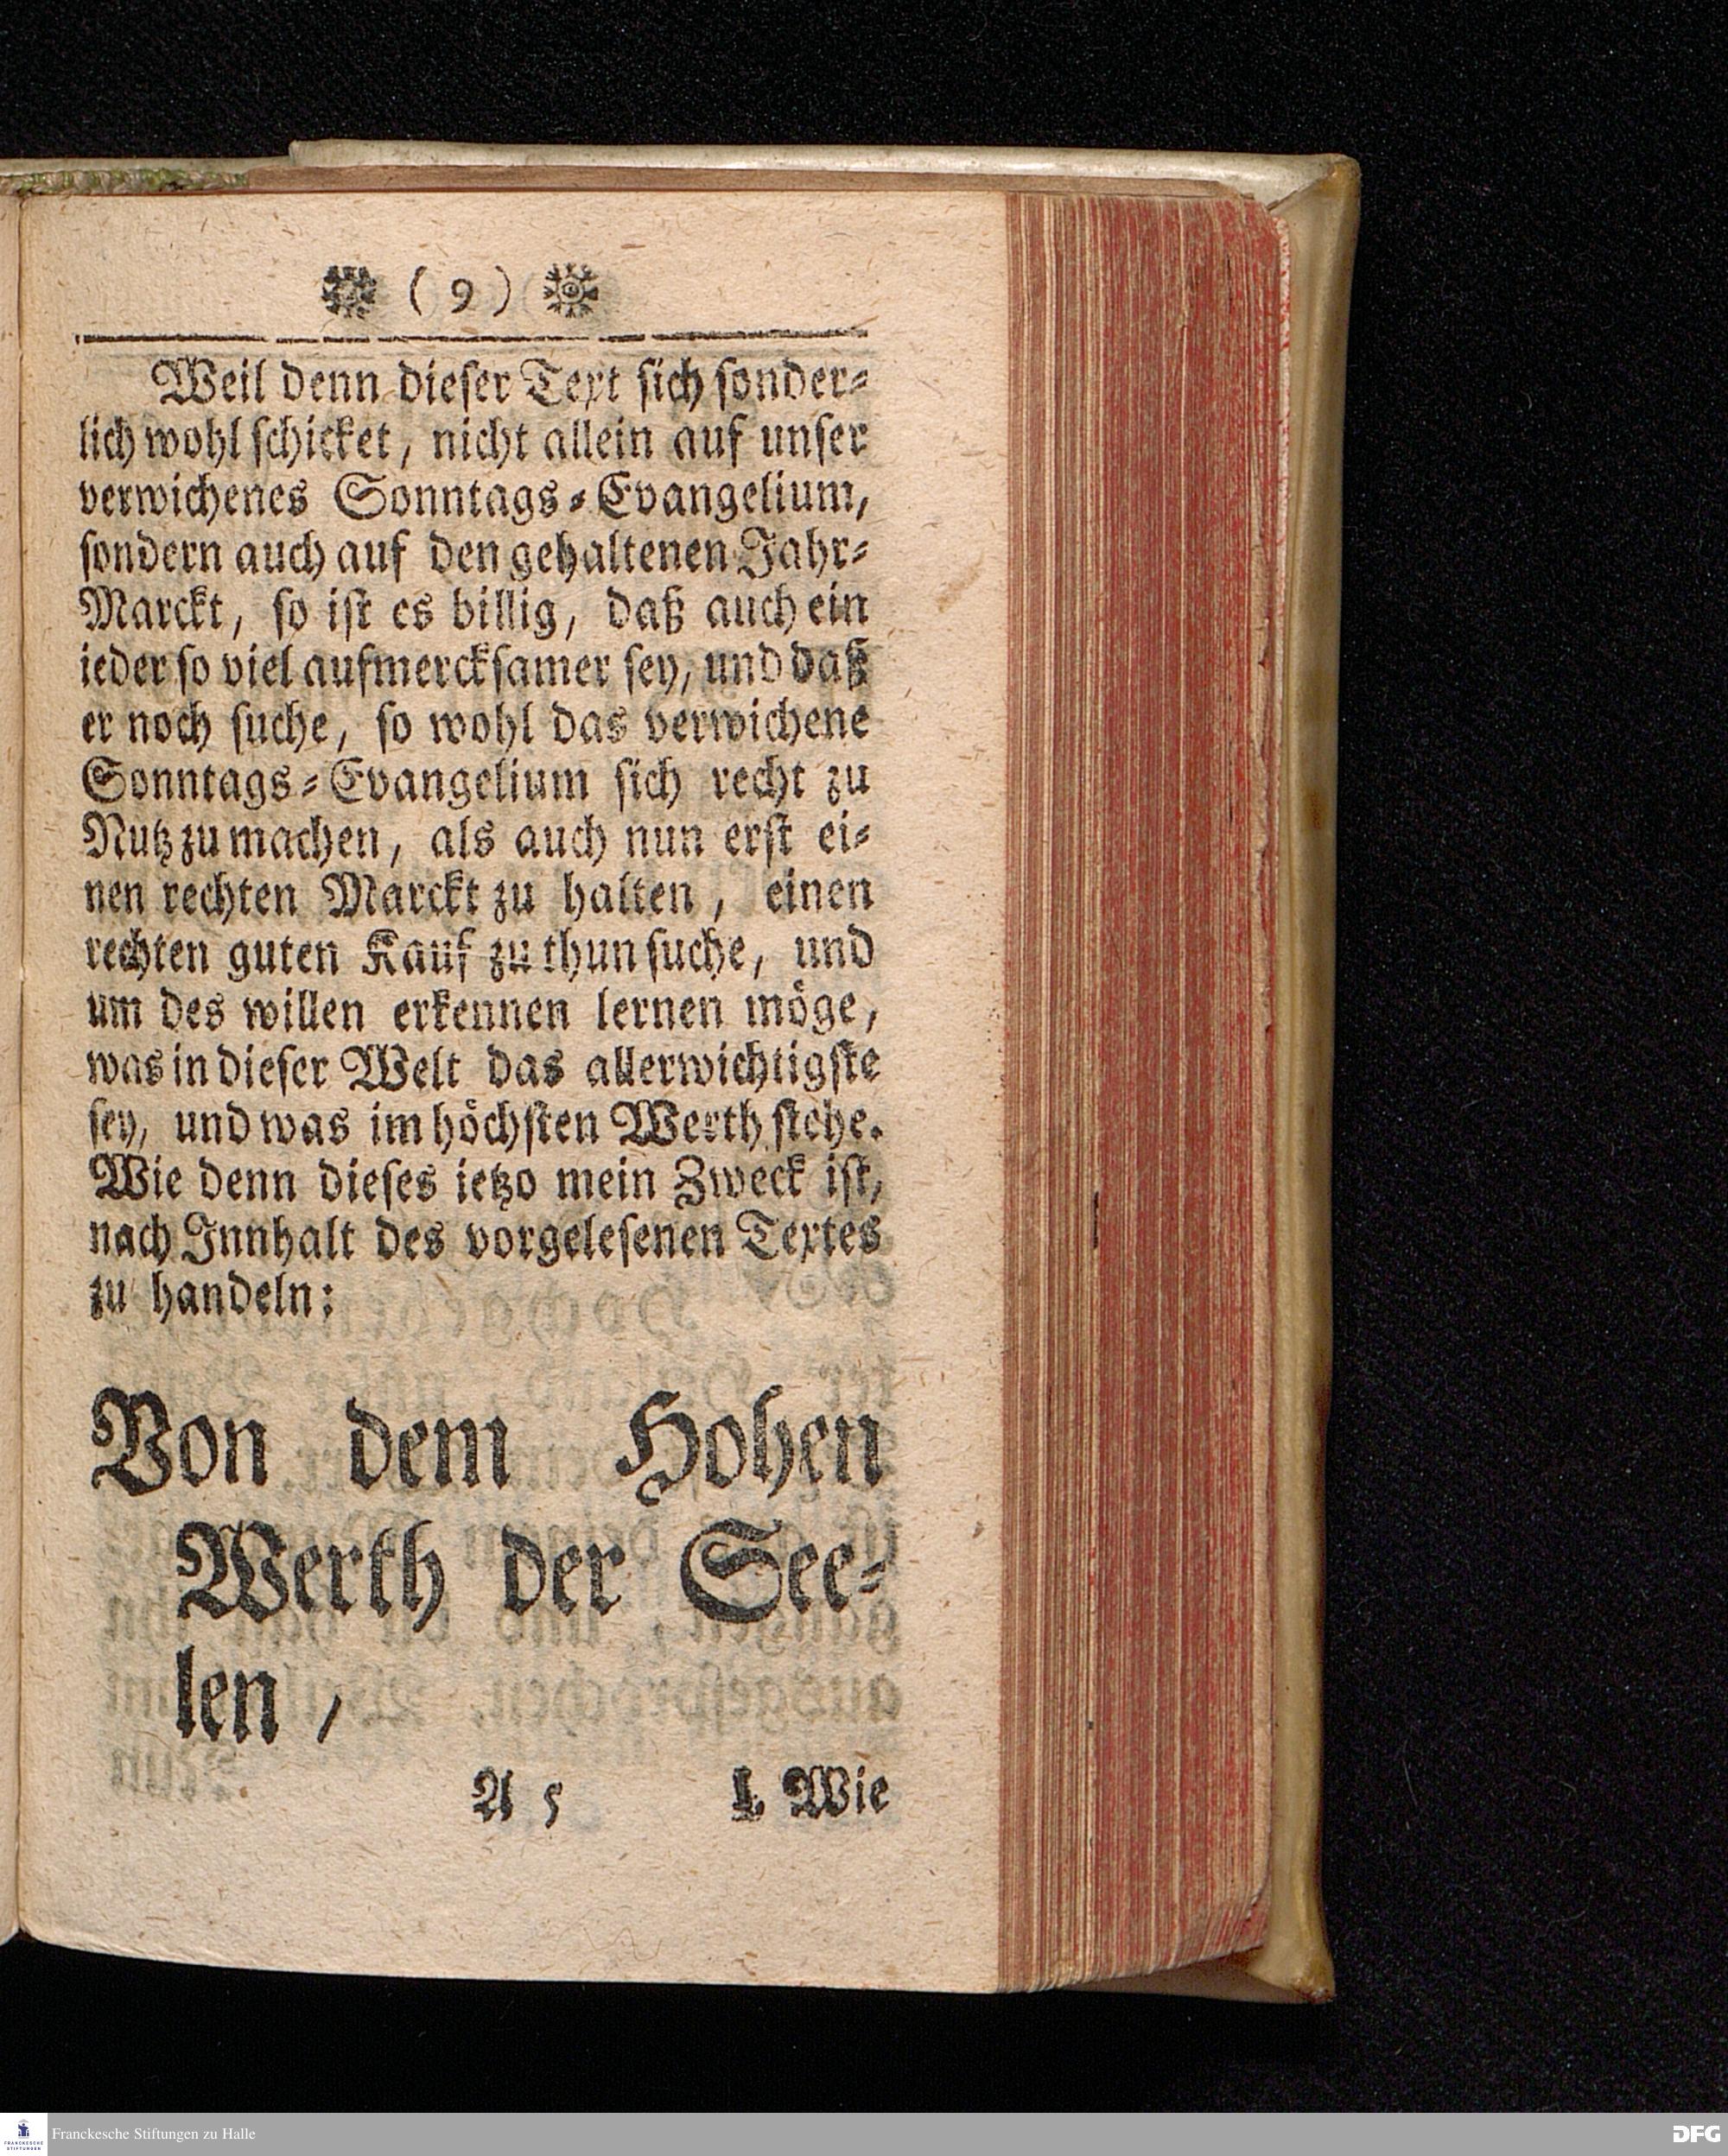 ( 9 )
Weil denn dieser Text sich sonder⸗
lich wohl schicket, nicht allein auf unser
verwichenes Sonntags⸗Evangelium,
sondern auch auf den gehaltenen Jahr⸗
Marckt, so ist es billig, daß auch ein
ieder so viel aufmercksamer sey, und daß
er noch suche, so wohl das verwichene
Sonntags⸗Evangelium sich recht zu
Nutz zu machen, als auch nun erst ei⸗
nen rechten Marckt zu halten, einen
rechten guten Kauf zu thun suche, und
um des willen erkennen lernen möge,
was in dieser Welt das allerwichtigste
sey, und was im höchsten Werth stehe.
Wie denn dieses ietzo mein Zweck ist,
nach Innhalt des vorgelesenen Textes
zu handeln:
Von dem Hohen
Werth der See⸗
len /
A 5 I. Wie
FRANCKESCHE STIFTUNGEN
Franckesche Stiftungen zu Halle
DFG